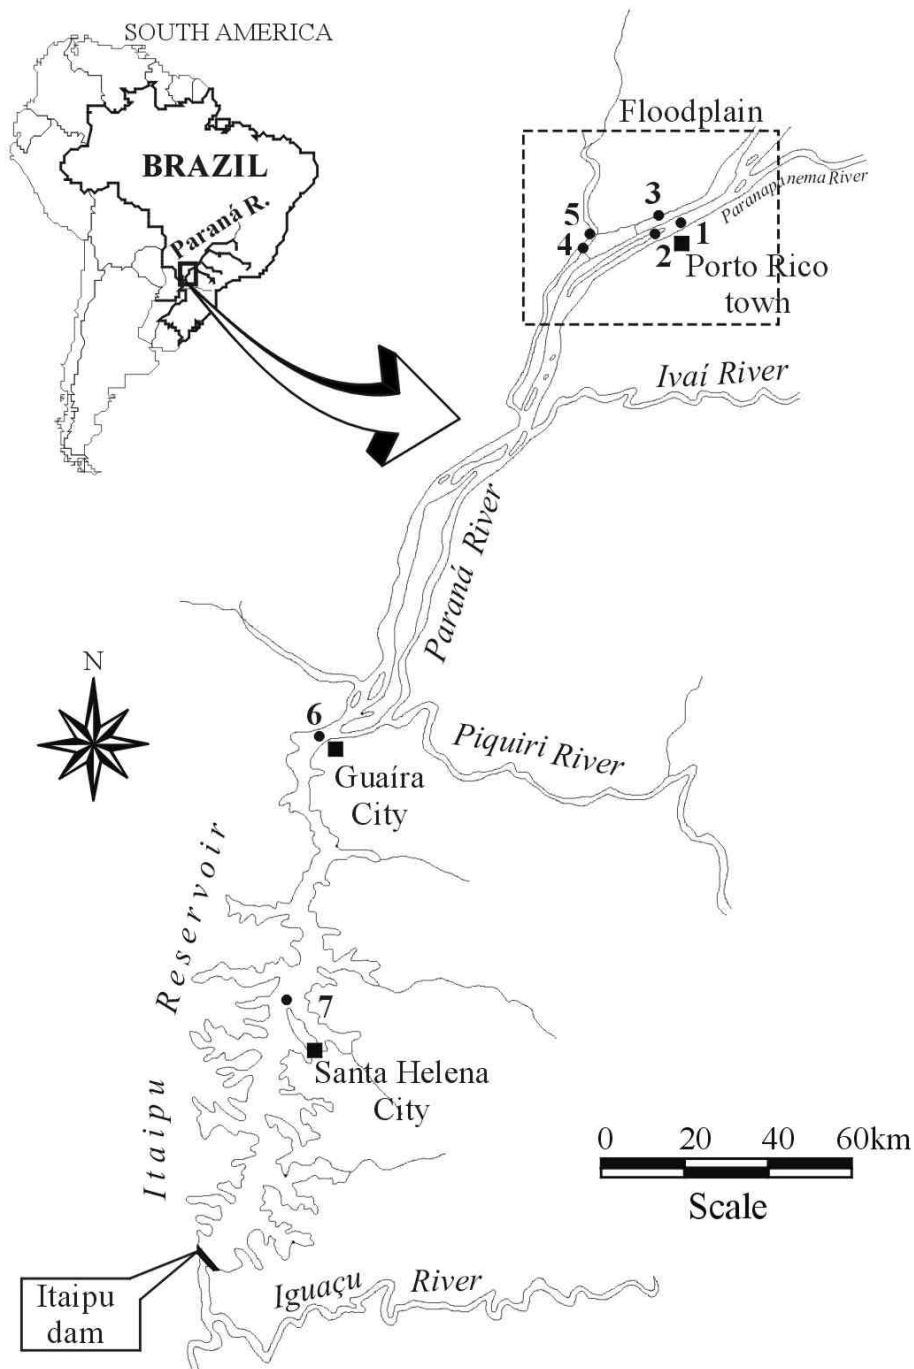 SOUTH AMERICA
BRAZIL
Paraná R.
Floodplain
Paranapanema River
3
5
1
4
2
Porto Rico
town
Ivaí River
Paraná River
N
6
Guaíra
City
Piquiri River
Itaipu Reservoir
7
Santa Helena
City
0 20 40 60km
Scale
Itaipu
dam
Iguaçu River